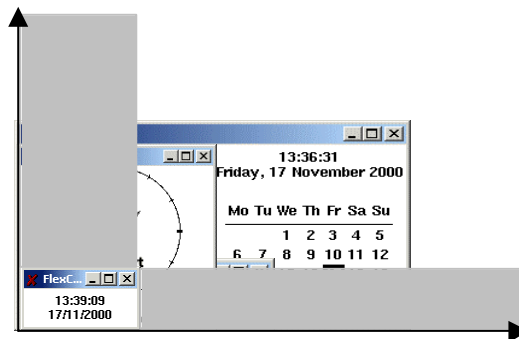 13:36:31
Friday, 17 November 2000
Mo Tu We Th Fr Sa Su
1 2 3 4 5
6 7 8 9 10 11 12
FlexC...
13:39:09
17/11/2000